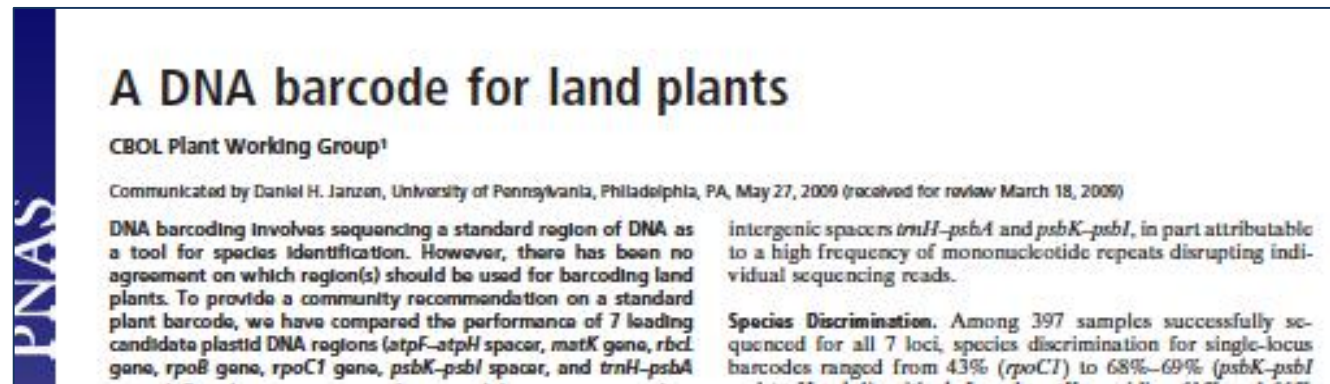 PNAS
A DNA barcode for land plants
CBOL Plant Working Group¹
Communicated by Daniel H. Janzen, University of Pennsylvania, Philadelphia, PA, May 27, 2009 (received for review March 18, 2009)
DNA barcoding involves sequencing a standard region of DNA as
a tool for species identification. However, there has been no
agreement on which region(s) should be used for barcoding land
plants. To provide a community recommendation on a standard
plant barcode, we have compared the performance of 7 leading
candidate plastid DNA regions (atpF–atpH spacer, matK gene, rbcL
gene, rpoB gene, rpoC1 gene, psbK–psbI spacer, and trnH–psbA
intergenic spacers trnH–psbA and psbK–psbI, in part attributable
to a high frequency of mononucleotide repeats disrupting indi-
vidual sequencing reads.
Species Discrimination. Among 397 samples successfully se-
quenced for all 7 loci, species discrimination for single-locus
barcodes ranged from 43% (rpoC1) to 68%–69% (psbK–psbI